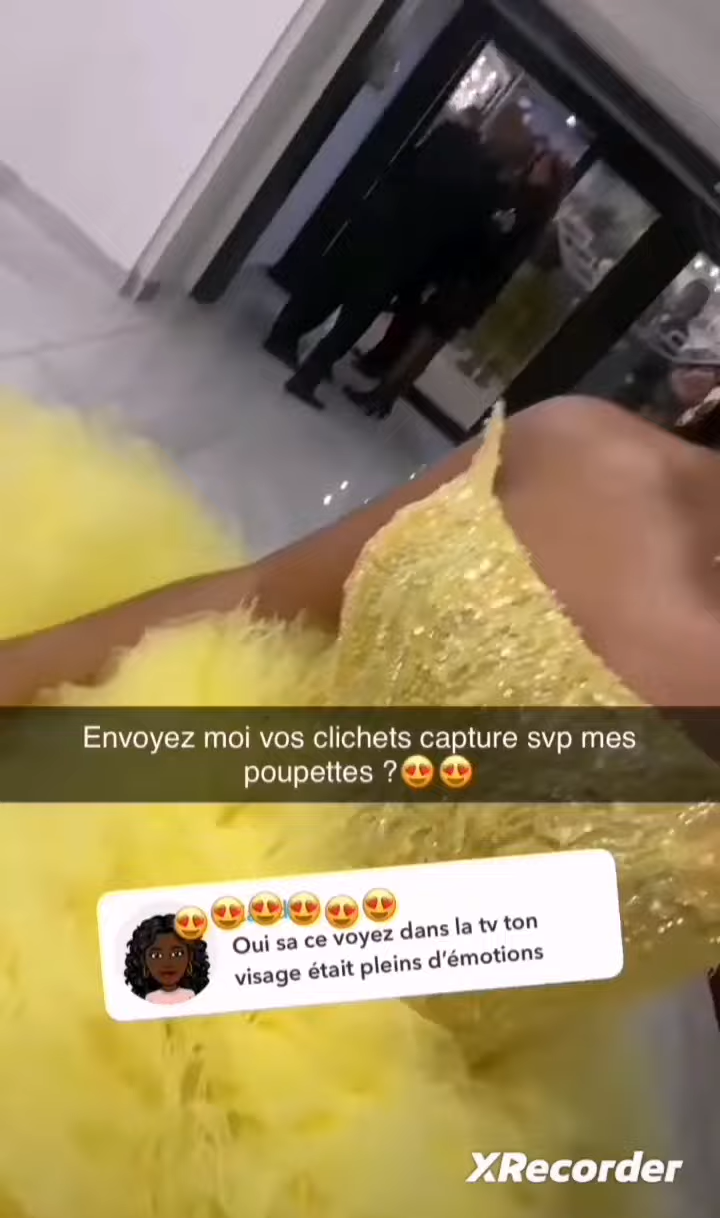 Envoyez moi vos clichets capture svp mes
poupettes ?😍😍
Oui sa ce voyez dans la tv ton
visage était pleins d’émotions
XRecorder